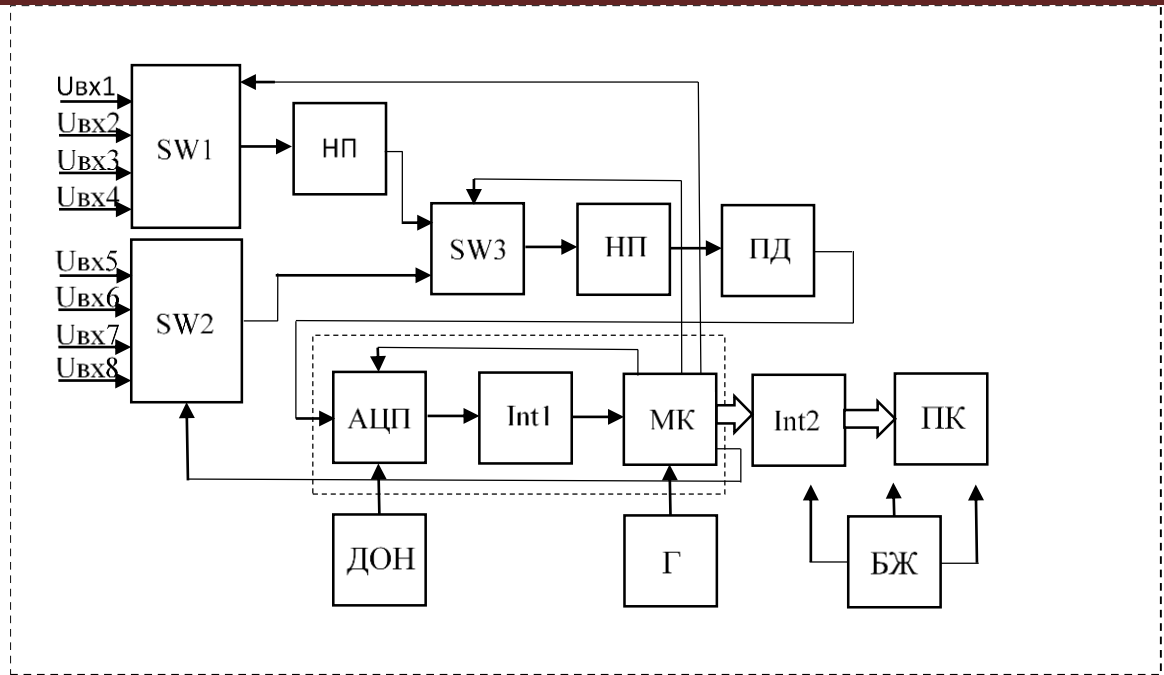 Uвх1
Uвх2
Uвх3
Uвх4
SW1
НП
Uвх5
Uвх6
Uвх7
Uвх8
SW2
SW3
НП
ПД
АЦП
Int1
МК
Int2
ПК
ДОН
Г
БЖ